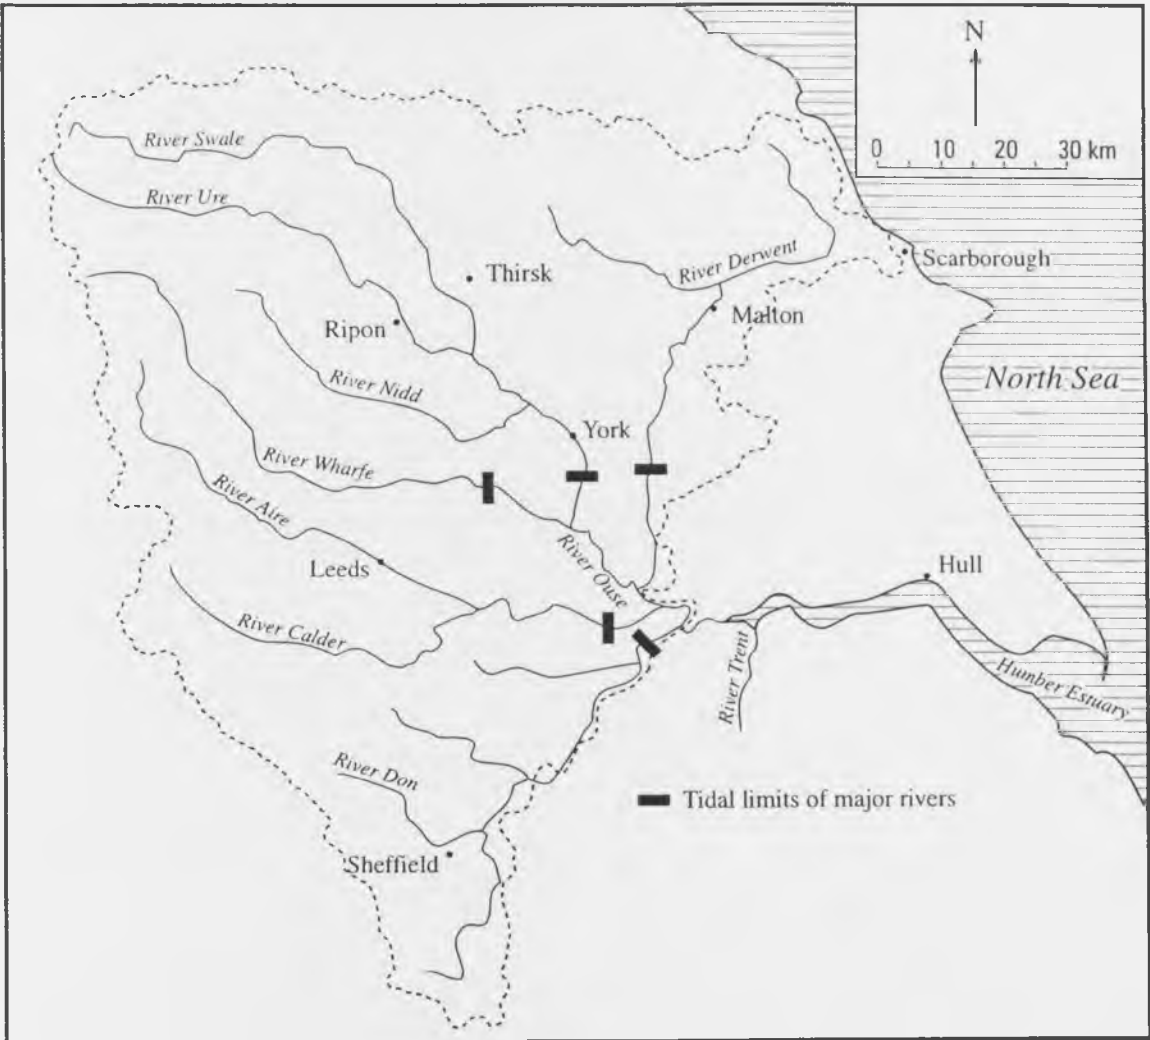 N
0 10 20 30 km
River Swale
River Ure
Thirsk
River Derwent
Scarborough
Ripon
Malton
River Nidd
North Sea
York
River Wharfe
River Aire
Leeds
River Ouse
Hull
River Calder
River Trent
Humber Estuary
River Don
Tidal limits of major rivers
Sheffield